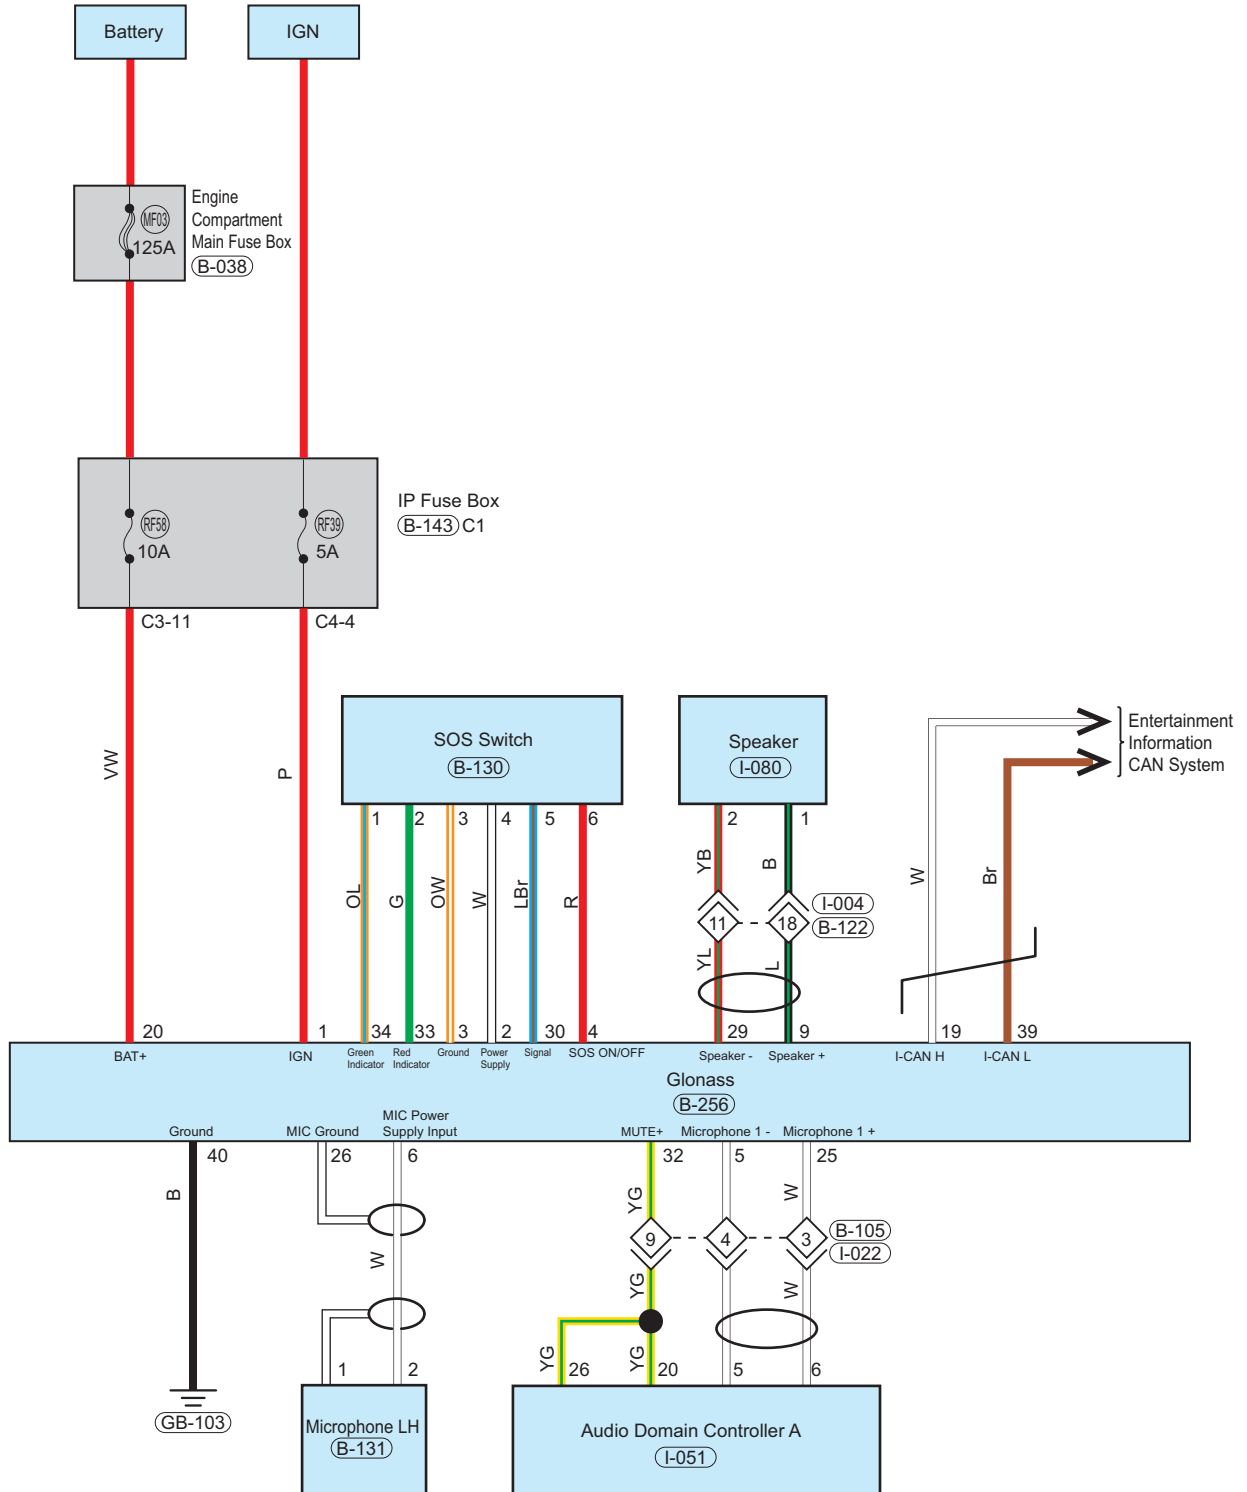 Battery
IGN
MF03
125A
Engine
Compartment
Main Fuse Box
B-038
RF58
10A
RF39
5A
IP Fuse Box
B-143 C1
C3-11
C4-4
VW
P
SOS Switch
B-130
Speaker
I-080
Entertainment
Information
CAN System
1 2 3 4 5 6
2 1
OL G OW W LBr R
YB B
W Br
11 18
I-004
B-122
YL L
20 1 34 33 3 2 30 4 29 9 19 39
BAT+
IGN
Green
Indicator
Red
Indicator
Ground
Power
Supply
Signal
SOS ON/OFF
Speaker -
Speaker +
I-CAN H
I-CAN L
Glonass
B-256
Ground
MIC Ground
MIC Power
Supply Input
MUTE+
Microphone 1 -
Microphone 1 +
40 26 6 32 5 25
B
W
YG
W
9 4 3
B-105
I-022
YG
W
YG
YG
1 2
26 20 5 6
GB-103
Microphone LH
B-131
Audio Domain Controller A
I-051